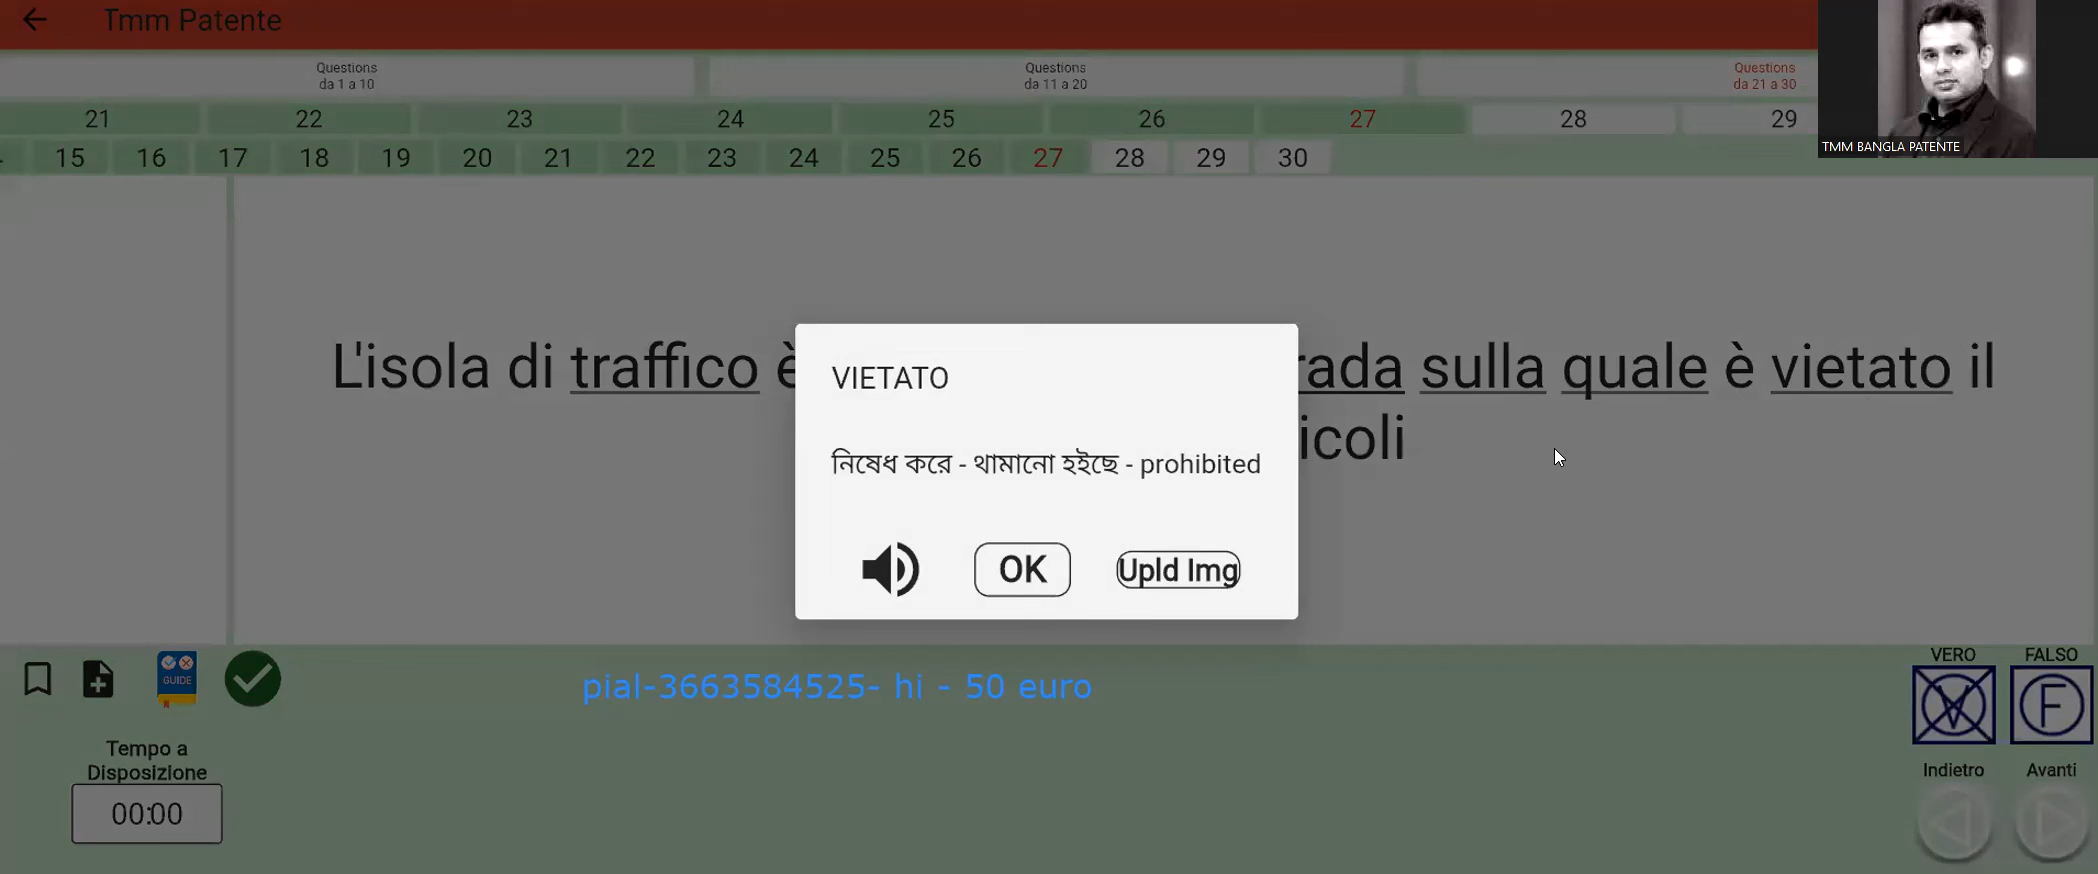 Tmm Patente
Questions
da 1 a 10
Questions
da 11 a 20
Questions
da 21 a 30
21 22 23 24 25 26 27 28 29
15 16 17 18 19 20 21 22 23 24 25 26 27 28 29 30
TMM BANGLA PATENTE
L'isola di traffico è sulla quale è vietato il
VIETATO
নিষেধ করে - থামানো হইছে - prohibited
OK
Upld Img
GUIDE
pial-3663584525- hi - 50 euro
VERO FALSO
V F
Tempo a
Disposizione
00:00
Indietro Avanti